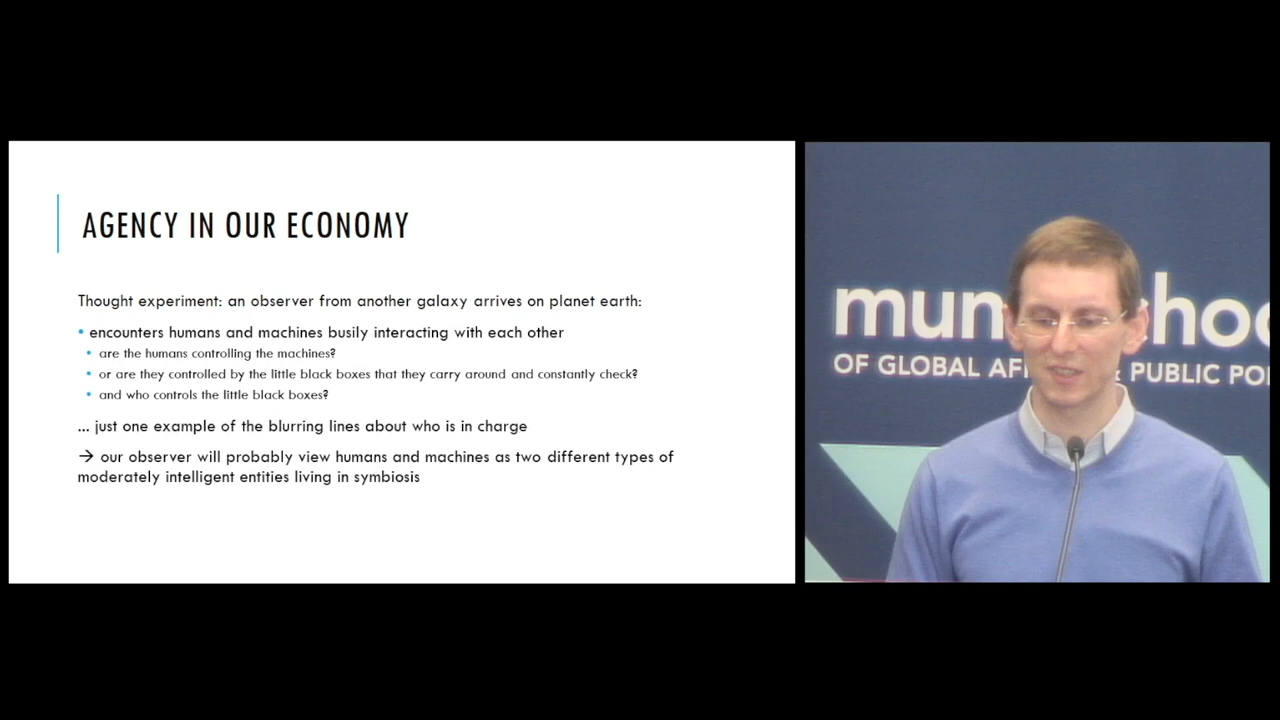 AGENCY IN OUR ECONOMY
Thought experiment: an observer from another galaxy arrives on planet earth:
• encounters humans and machines busily interacting with each other
• are the humans controlling the machines?
• or are they controlled by the little black boxes that they carry around and constantly check?
• and who controls the little black boxes?
... just one example of the blurring lines about who is in charge
→ our observer will probably view humans and machines as two different types of
moderately intelligent entities living in symbiosis
OF GLOBAL & PUBLIC